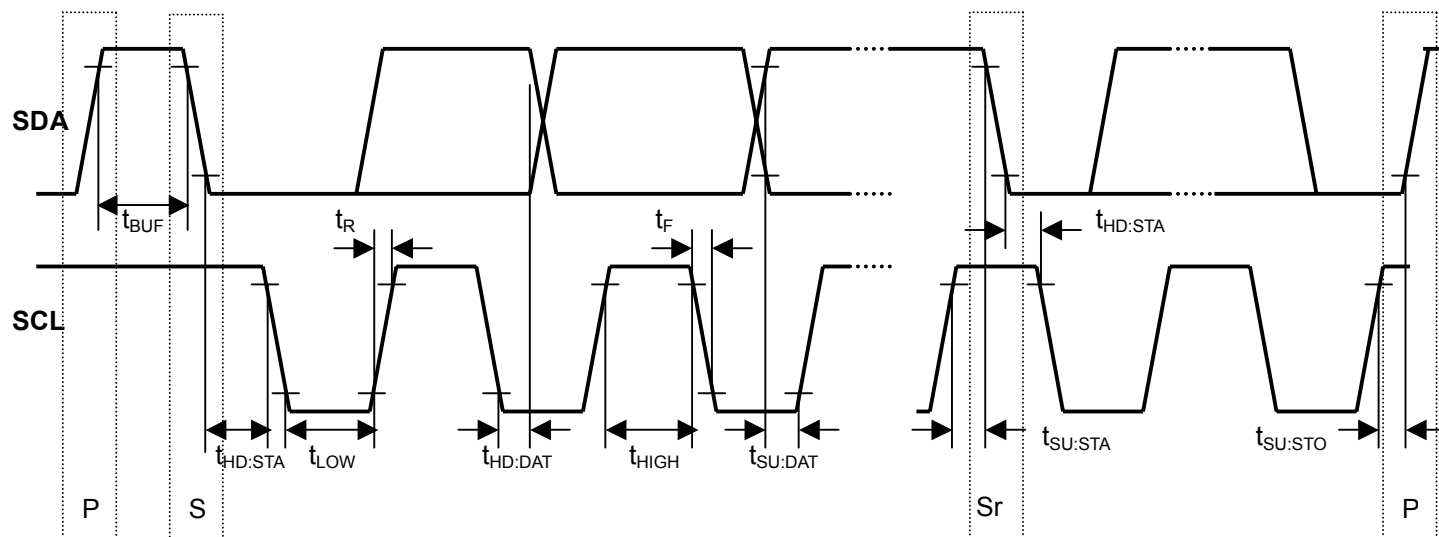 SDA
t_BUF
t_R
t_F
t_HD:STA
SCL
t_HD:STA
t_LOW
t_HD:DAT
t_HIGH
t_SU:DAT
t_SU:STA
t_SU:STO
P
S
Sr
P